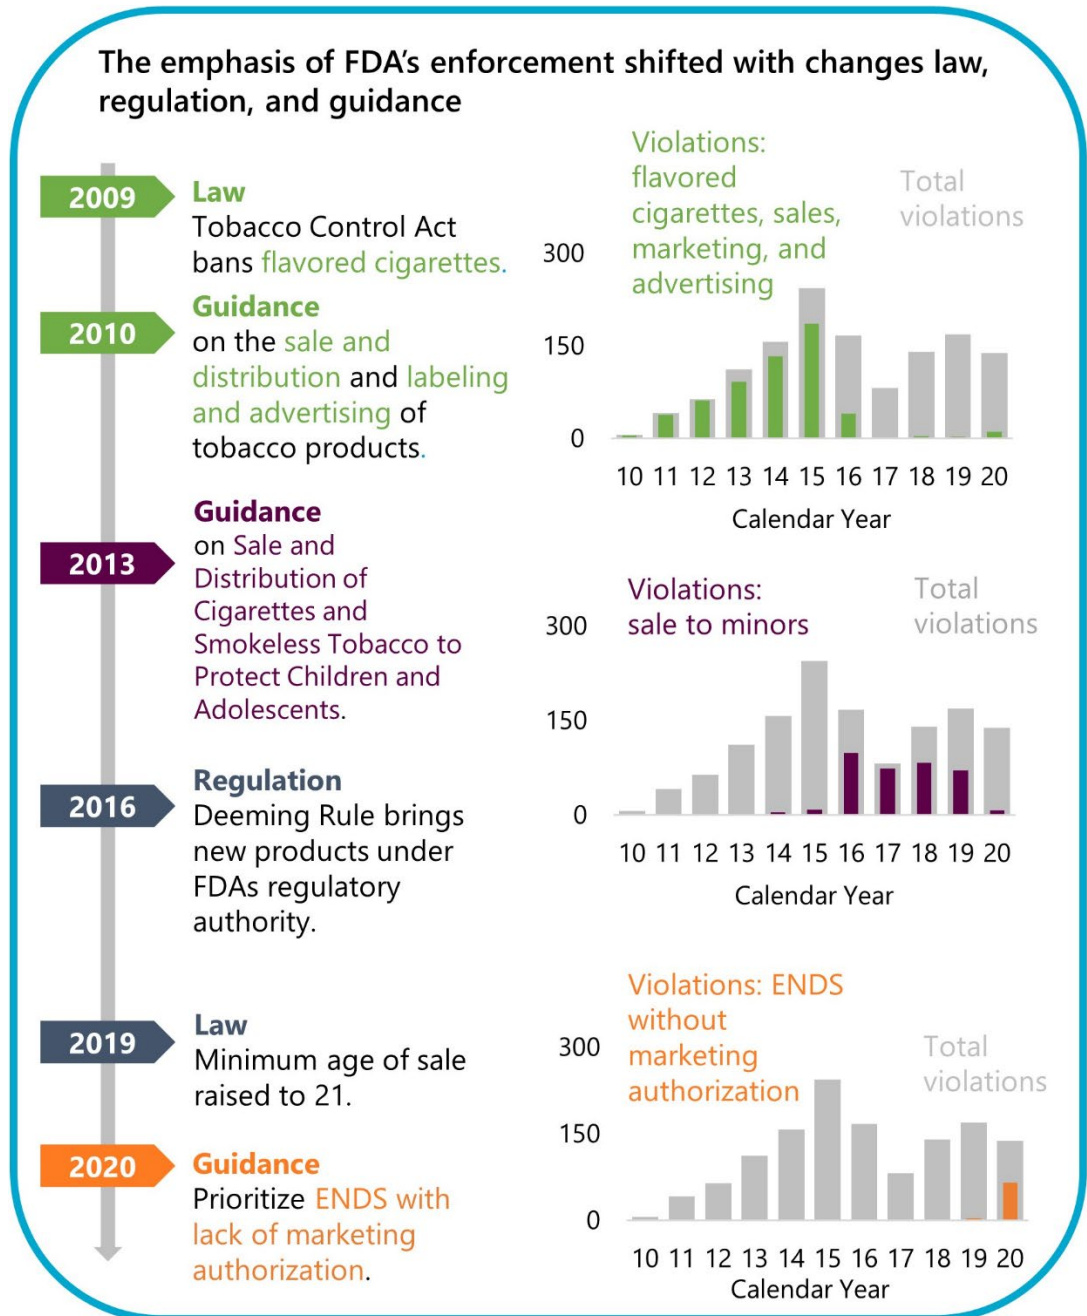 The emphasis of FDA's enforcement shifted with changes law,
regulation, and guidance
2009
Law
Tobacco Control Act
bans flavored cigarettes.
2010
Guidance
on the sale and
distribution and labeling
and advertising of
tobacco products.
Violations:
flavored
cigarettes, sales,
marketing, and
advertising
Total
violations
300
150
0
10 11 12 13 14 15 16 17 18 19 20
Calendar Year
2013
Guidance
on Sale and
Distribution of
Cigarettes and
Smokeless Tobacco to
Protect Children and
Adolescents.
Violations:
sale to minors
Total
violations
300
150
0
10 11 12 13 14 15 16 17 18 19 20
Calendar Year
2016
Regulation
Deeming Rule brings
new products under
FDAs regulatory
authority.
2019
Law
Minimum age of sale
raised to 21.
2020
Guidance
Prioritize ENDS with
lack of marketing
authorization.
Violations: ENDS
without
marketing
authorization
Total
violations
300
150
0
10 11 12 13 14 15 16 17 18 19 20
Calendar Year